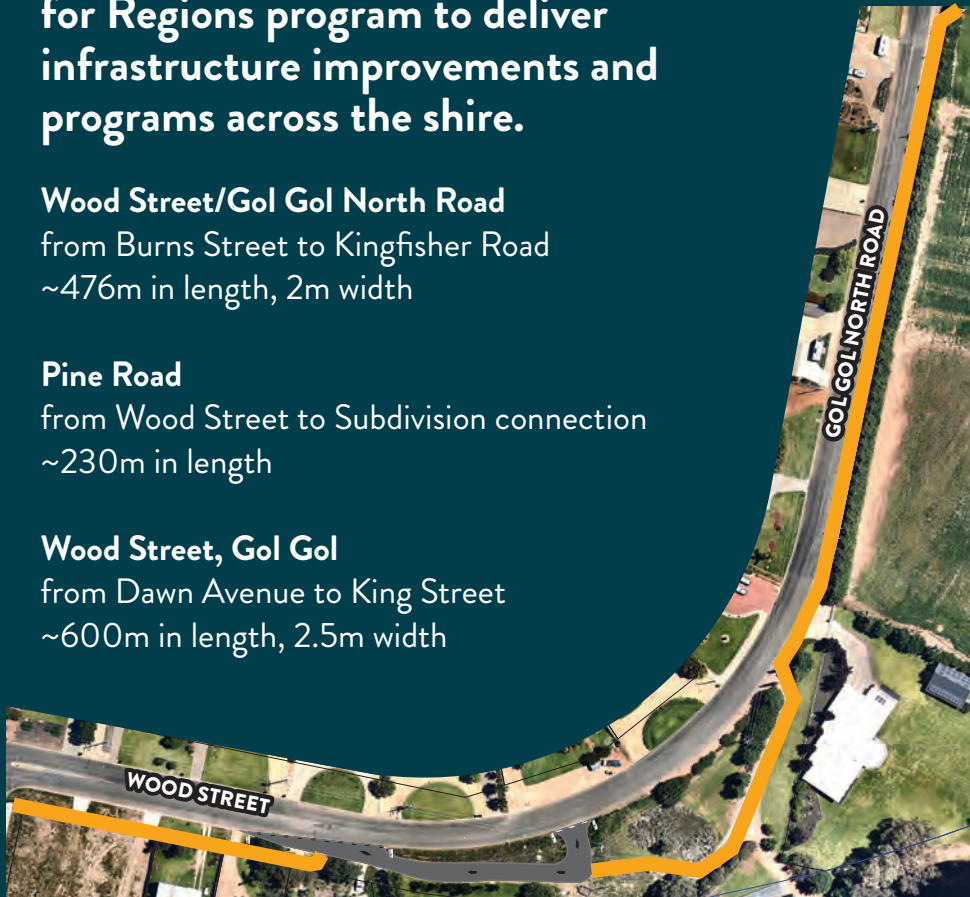 for Regions program to deliver
infrastructure improvements and
programs across the shire.
Wood Street/Gol Gol North Road
from Burns Street to Kingfisher Road
~476m in length, 2m width
Pine Road
from Wood Street to Subdivision connection
~230m in length
Wood Street, Gol Gol
from Dawn Avenue to King Street
~600m in length, 2.5m width
GOL GOL NORTH ROAD
WOOD STREET